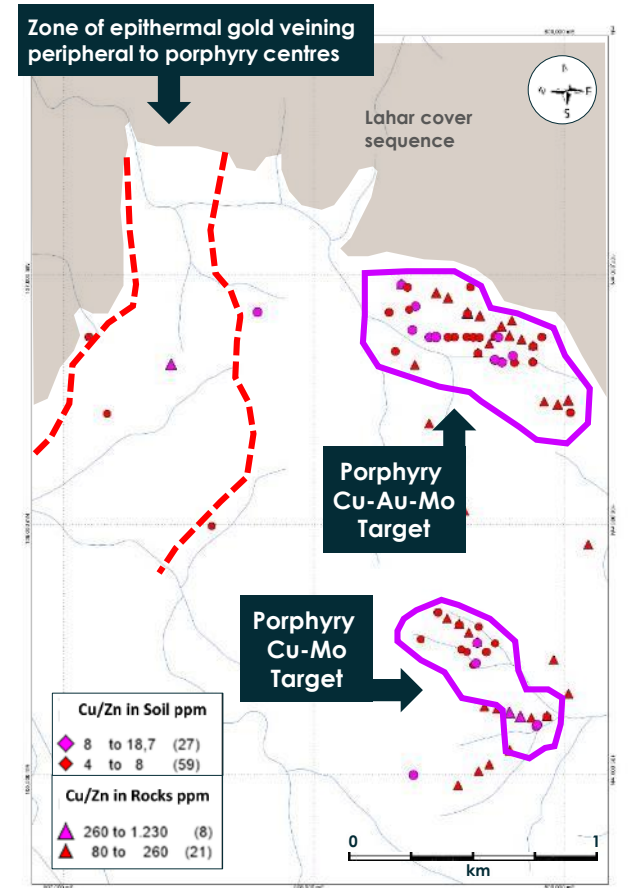 Zone of epithermal gold veining
peripheral to porphyry centres
Lahar cover
sequence
S
Porphyry
Cu-Au-Mo
Target
Porphyry
Cu-Mo
Target
Cu/Zn in Soil ppm
8 to 18,7 (27)
4 to 8 (59)
Cu/Zn in Rocks ppm
260 to 1.230 (8)
80 to 260 (21)
0 1
km